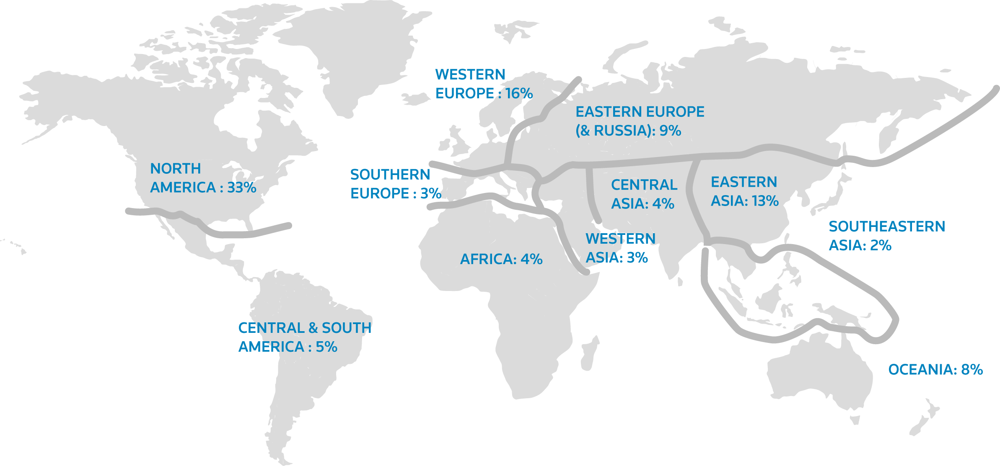 WESTERN
EUROPE : 16%
EASTERN EUROPE
(& RUSSIA): 9%
NORTH
AMERICA : 33%
SOUTHERN
EUROPE : 3%
CENTRAL
ASIA: 4%
EASTERN
ASIA: 13%
SOUTHEASTERN
ASIA: 2%
WESTERN
ASIA: 3%
AFRICA: 4%
CENTRAL & SOUTH
AMERICA : 5%
OCEANIA: 8%